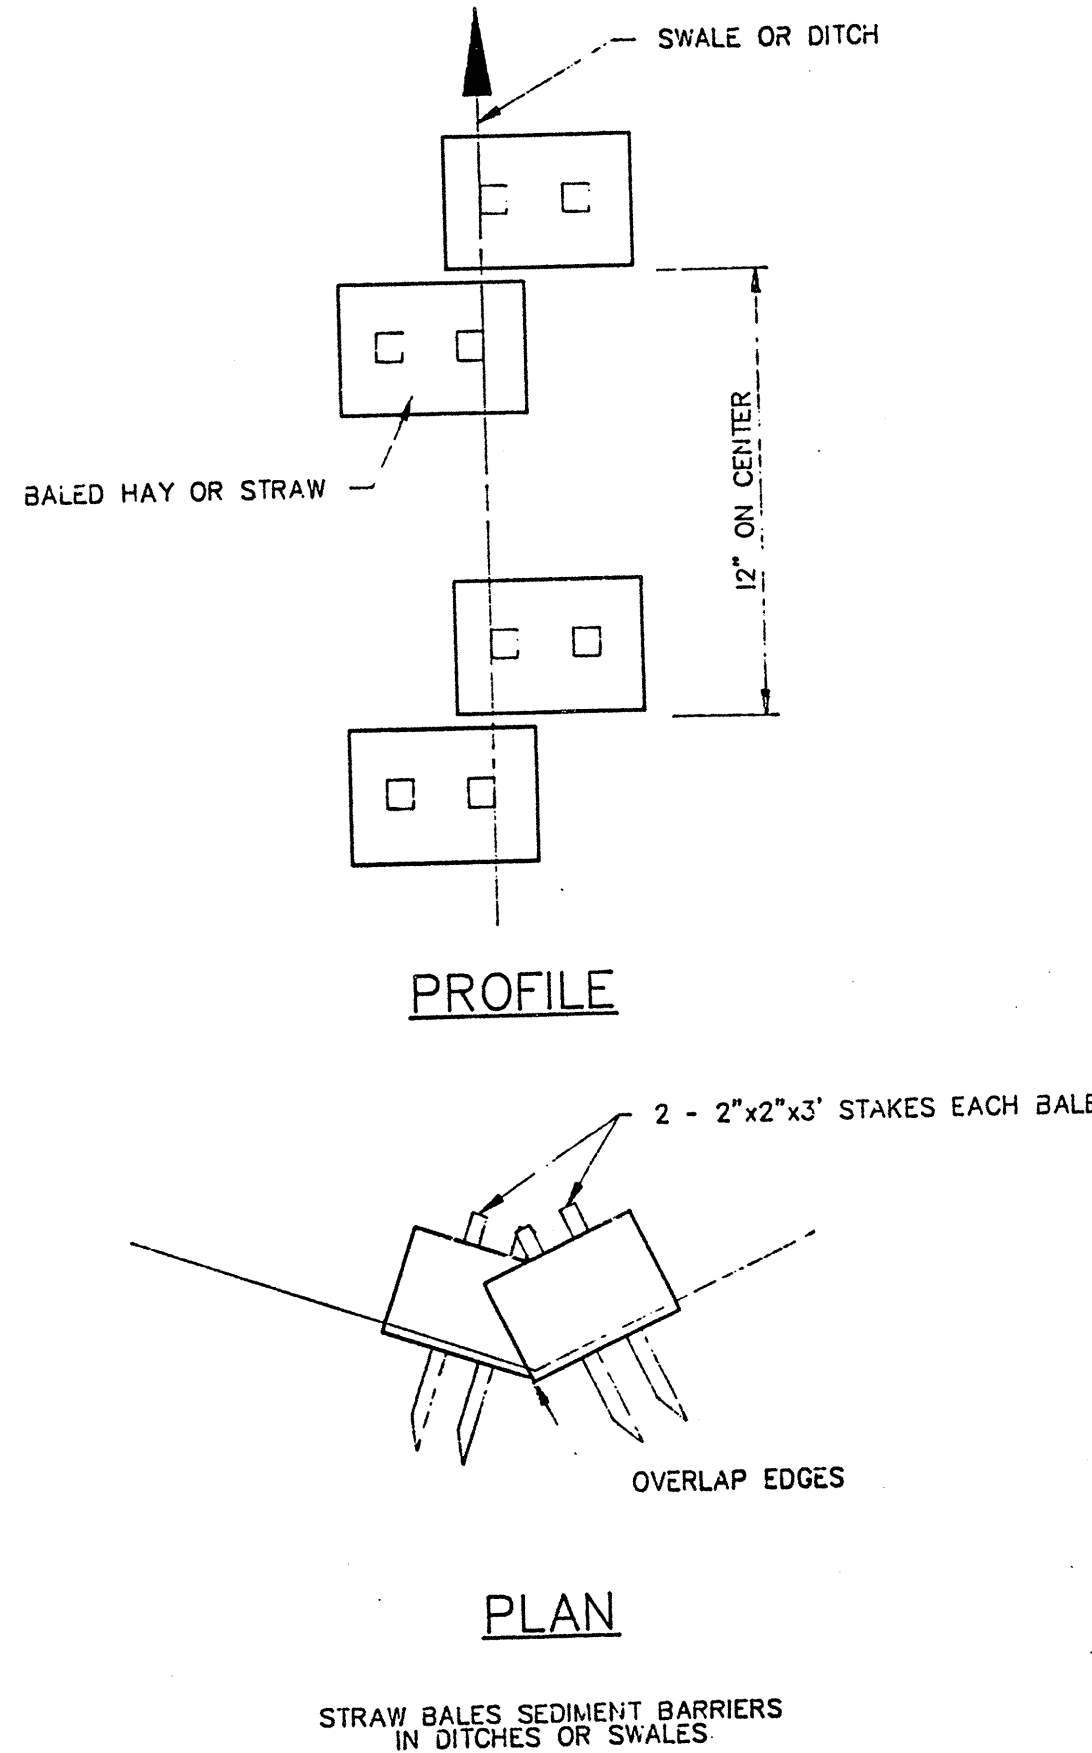 SWALE OR DITCH
BALED HAY OR STRAW
12" ON CENTER
PROFILE
2 - 2"x2"x3' STAKES EACH BALE
OVERLAP EDGES
PLAN
STRAW BALES SEDIMENT BARRIERS
IN DITCHES OR SWALES